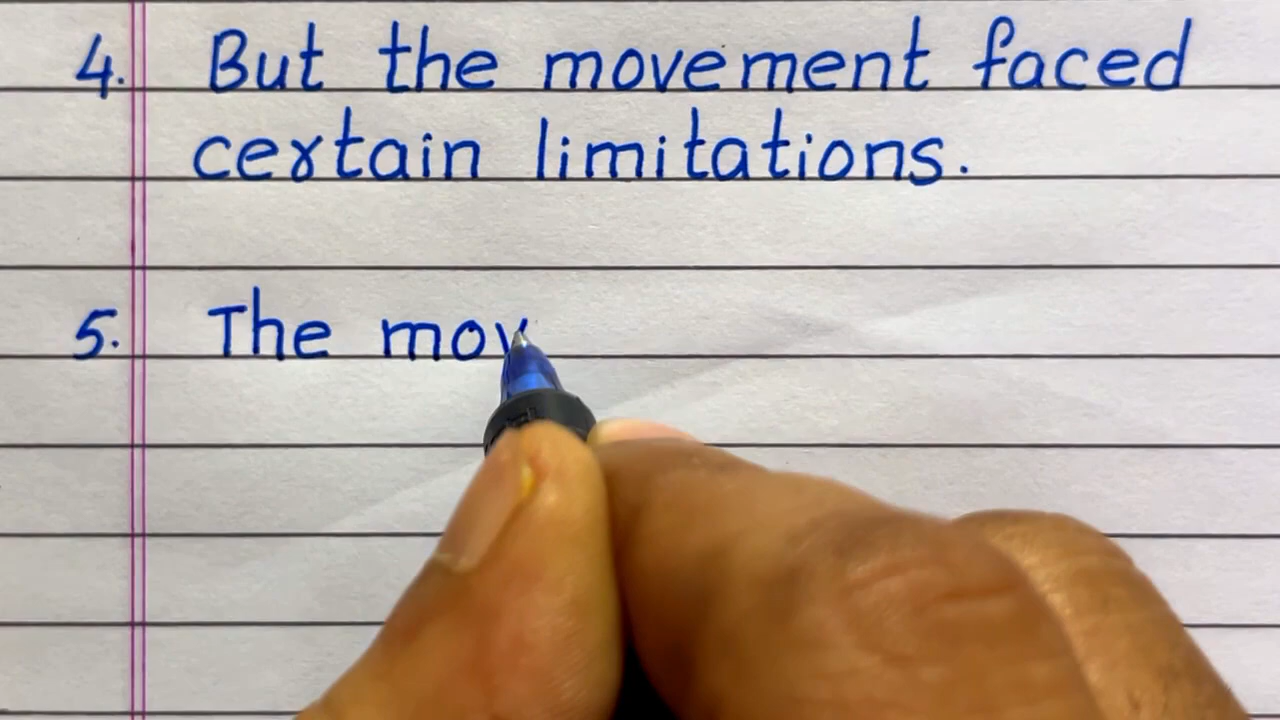 4. But the movement faced
certain limitations.
5. The mov